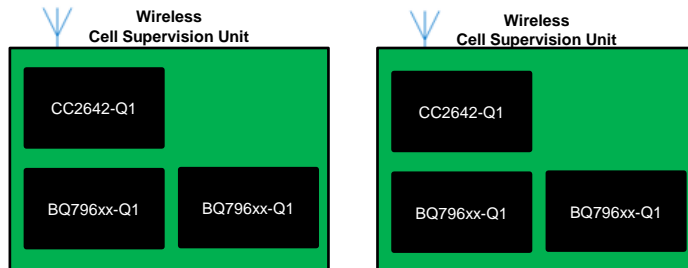 Wireless
Cell Supervision Unit
CC2642-Q1
BQ796xx-Q1
BQ796xx-Q1
Wireless
Cell Supervision Unit
CC2642-Q1
BQ796xx-Q1
BQ796xx-Q1